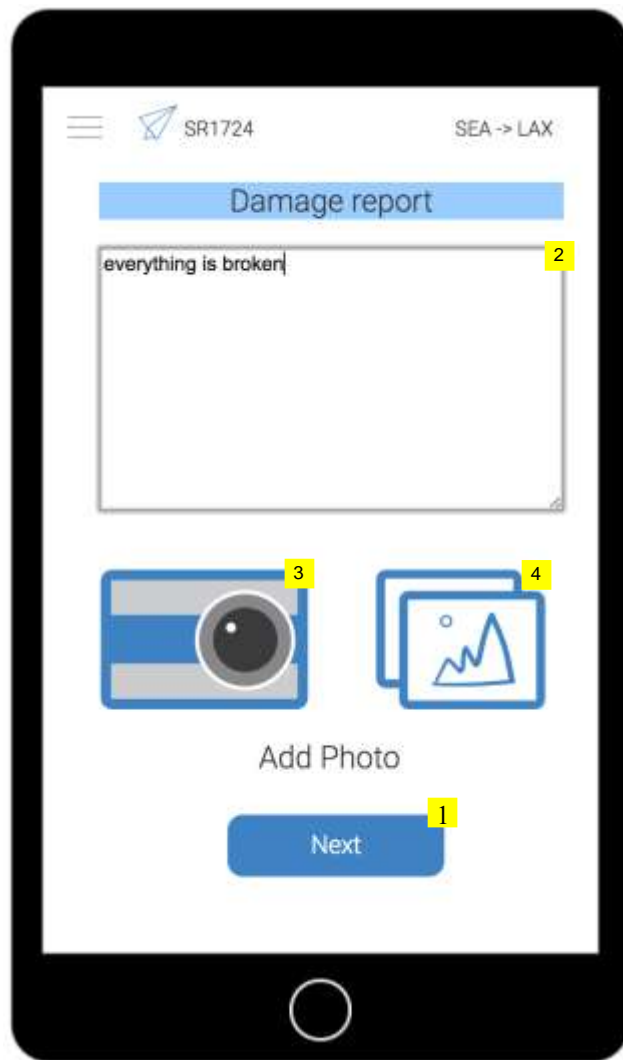 SR1724 SEA -> LAX
Damage report
everything is broken
2
3
4
Add Photo
1
Next